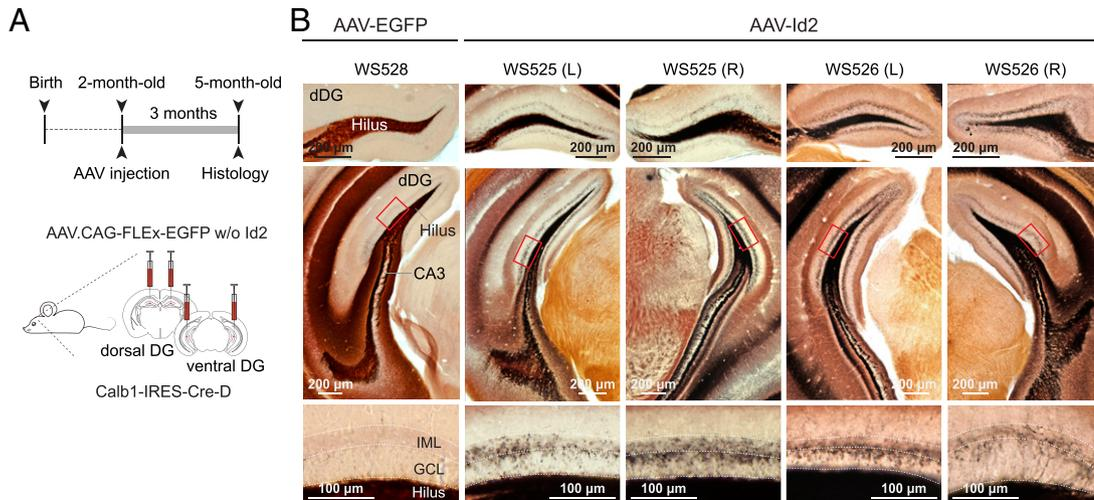 A
Birth
2-month-old
5-month-old
3 months
AAV injection
Histology
AAV.CAG-FLEx-EGFP w/o Id2
dorsal DG
ventral DG
Calb1-IRES-Cre-D
B
AAV-EGFP
AAV-Id2
WS528
WS525 (L)
WS525 (R)
WS526 (L)
WS526 (R)
dDG
Hilus
200 μm
200 μm
200 μm
200 μm
200 μm
dDG
Hilus
CA3
200 μm
200 μm
200 μm
200 μm
200 μm
IML
GCL
Hilus
100 μm
100 μm
100 μm
100 μm
100 μm